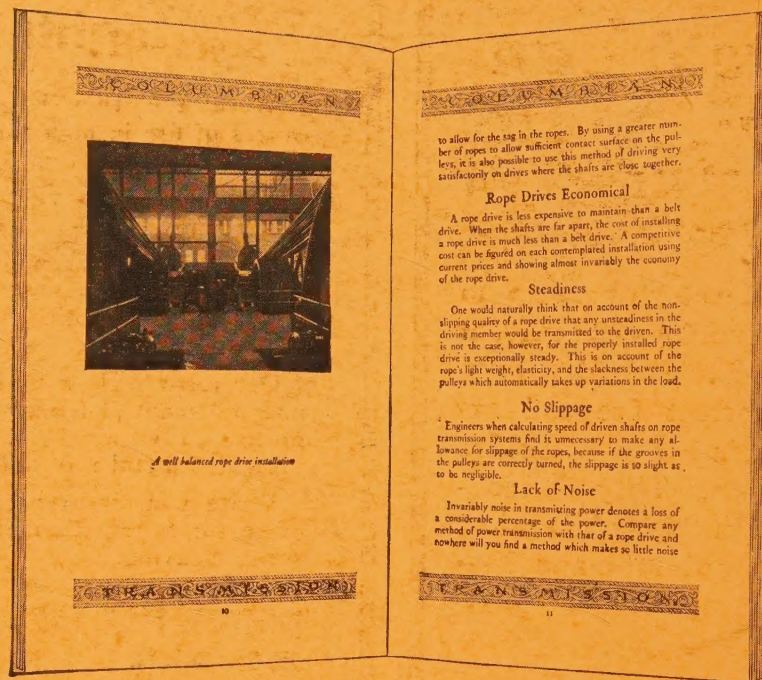 COLUMBIAN
A well balanced rope drive installation
TRANSMISSION
10
COLUMBIAN
to allow for the sag in the ropes. By using a greater num-
ber of ropes to allow sufficient contact surface on the pul-
leys, it is also possible to use this method of driving very
satisfactorily on drives where the shafts are close together.
Rope Drives Economical
A rope drive is less expensive to maintain than a belt
drive. When the shafts are far apart, the cost of installing
a rope drive is much less than a belt drive. A competitive
cost can be figured on each contemplated installation using
current prices and showing almost invariably the economy
of the rope drive.
Steadiness
One would naturally think that on account of the non-
slipping quality of a rope drive that any unsteadiness in the
driving member would be transmitted to the driven. This
is not the case, however, for the properly installed rope
drive is exceptionally steady. This is on account of the
rope's light weight, elasticity, and the slackness between the
pulleys which automatically takes up variations in the load.
No Slippage
Engineers when calculating speed of driven shafts on rope
transmission systems find it unnecessary to make any al-
lowance for slippage of the ropes, because if the grooves in
the pulleys are correctly turned, the slippage is so slight as
to be negligible.
Lack of Noise
Invariably noise in transmitting power denotes a loss of
a considerable percentage of the power. Compare any
method of power transmission with that of a rope drive and
nowhere will you find a method which makes so little noise
TRANSMISSION
11